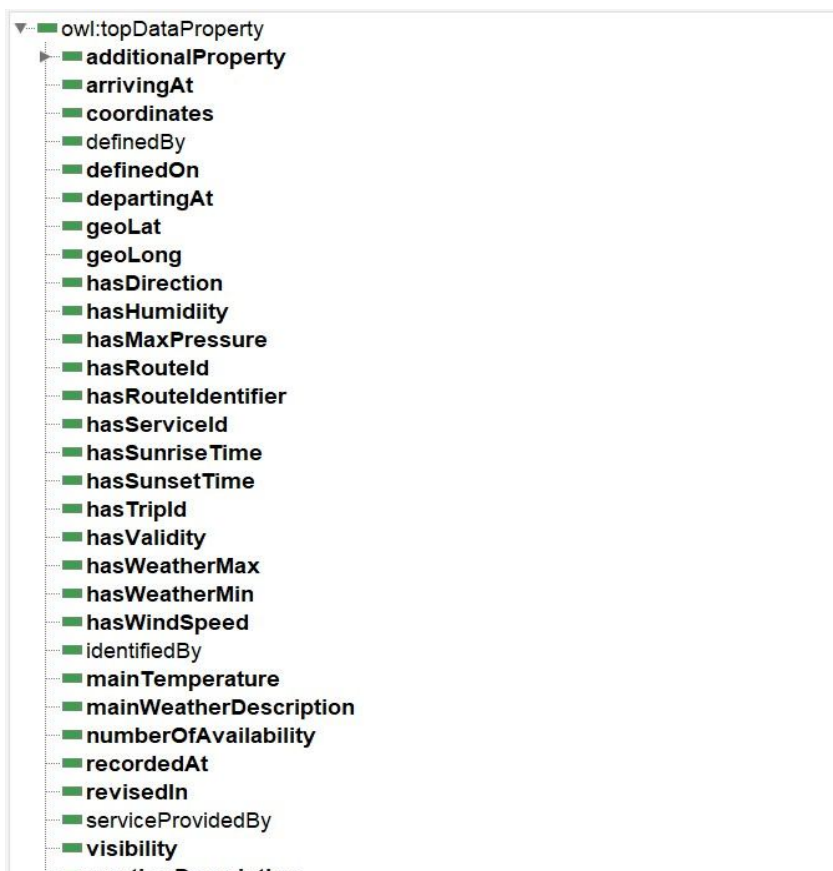 owl:topDataProperty
additionalProperty
arrivingAt
coordinates
definedBy
definedOn
departingAt
geoLat
geoLong
hasDirection
hasHumidiity
hasMaxPressure
hasRouteId
hasRouteIdentifier
hasServiceId
hasSunriseTime
hasSunsetTime
hasTripId
hasValidity
hasWeatherMax
hasWeatherMin
hasWindSpeed
identifiedBy
mainTemperature
mainWeatherDescription
numberOfAvailability
recordedAt
revisedIn
serviceProvidedBy
visibility